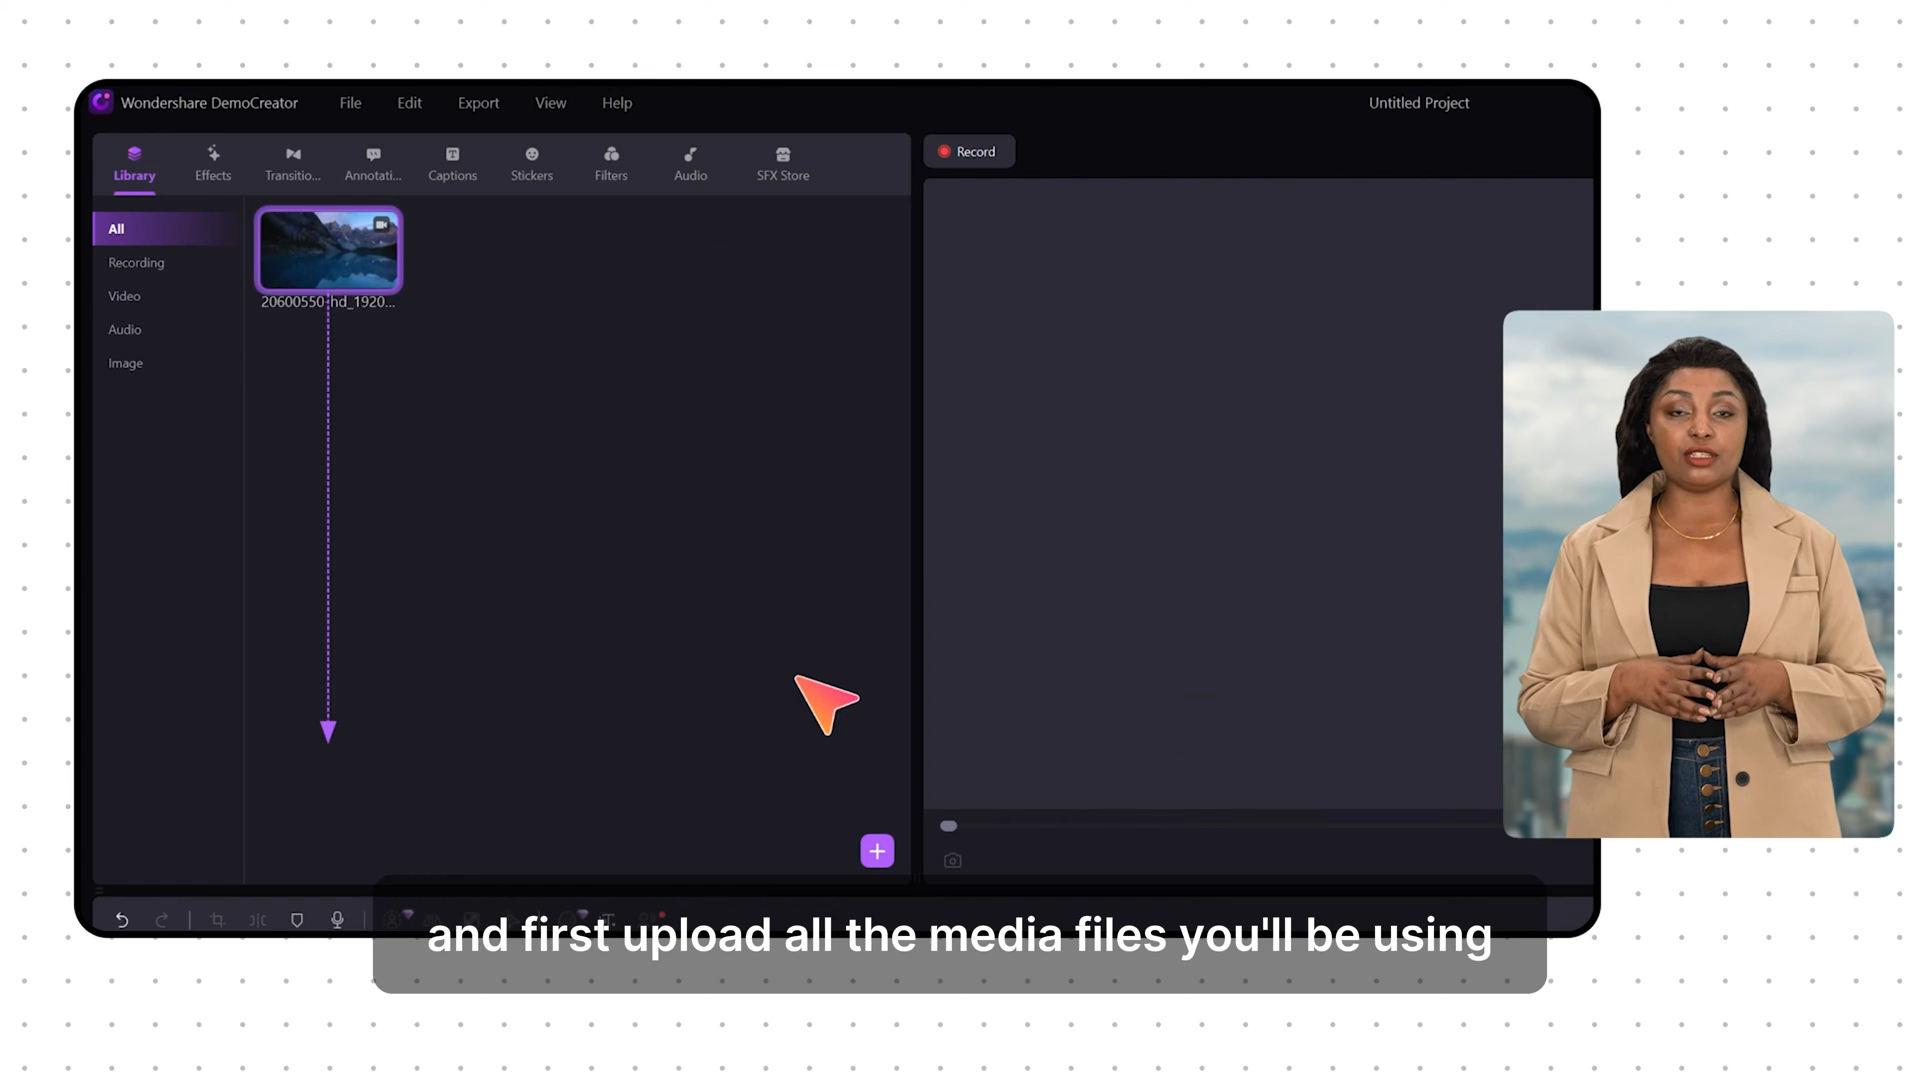 Wondershare DemoCreator File Edit Export View Help Untitled Project
Library Effects Transitio... Annotati... Captions Stickers Filters Audio SFX Store
Record
All
Recording
Video
Audio
Image
20600550-hd_1920...
and first upload all the media files you'll be using